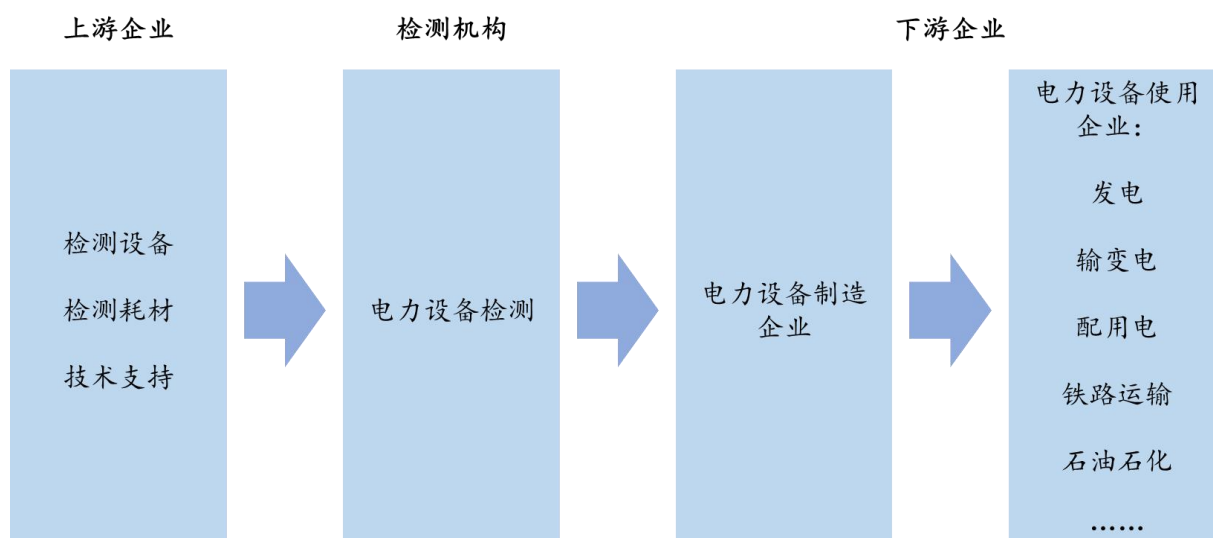 上游企业
检测机构
下游企业
检测设备
检测耗材
技术支持
电力设备检测
电力设备制造
企业
电力设备使用
企业：
发电
输变电
配用电
铁路运输
石油石化
……